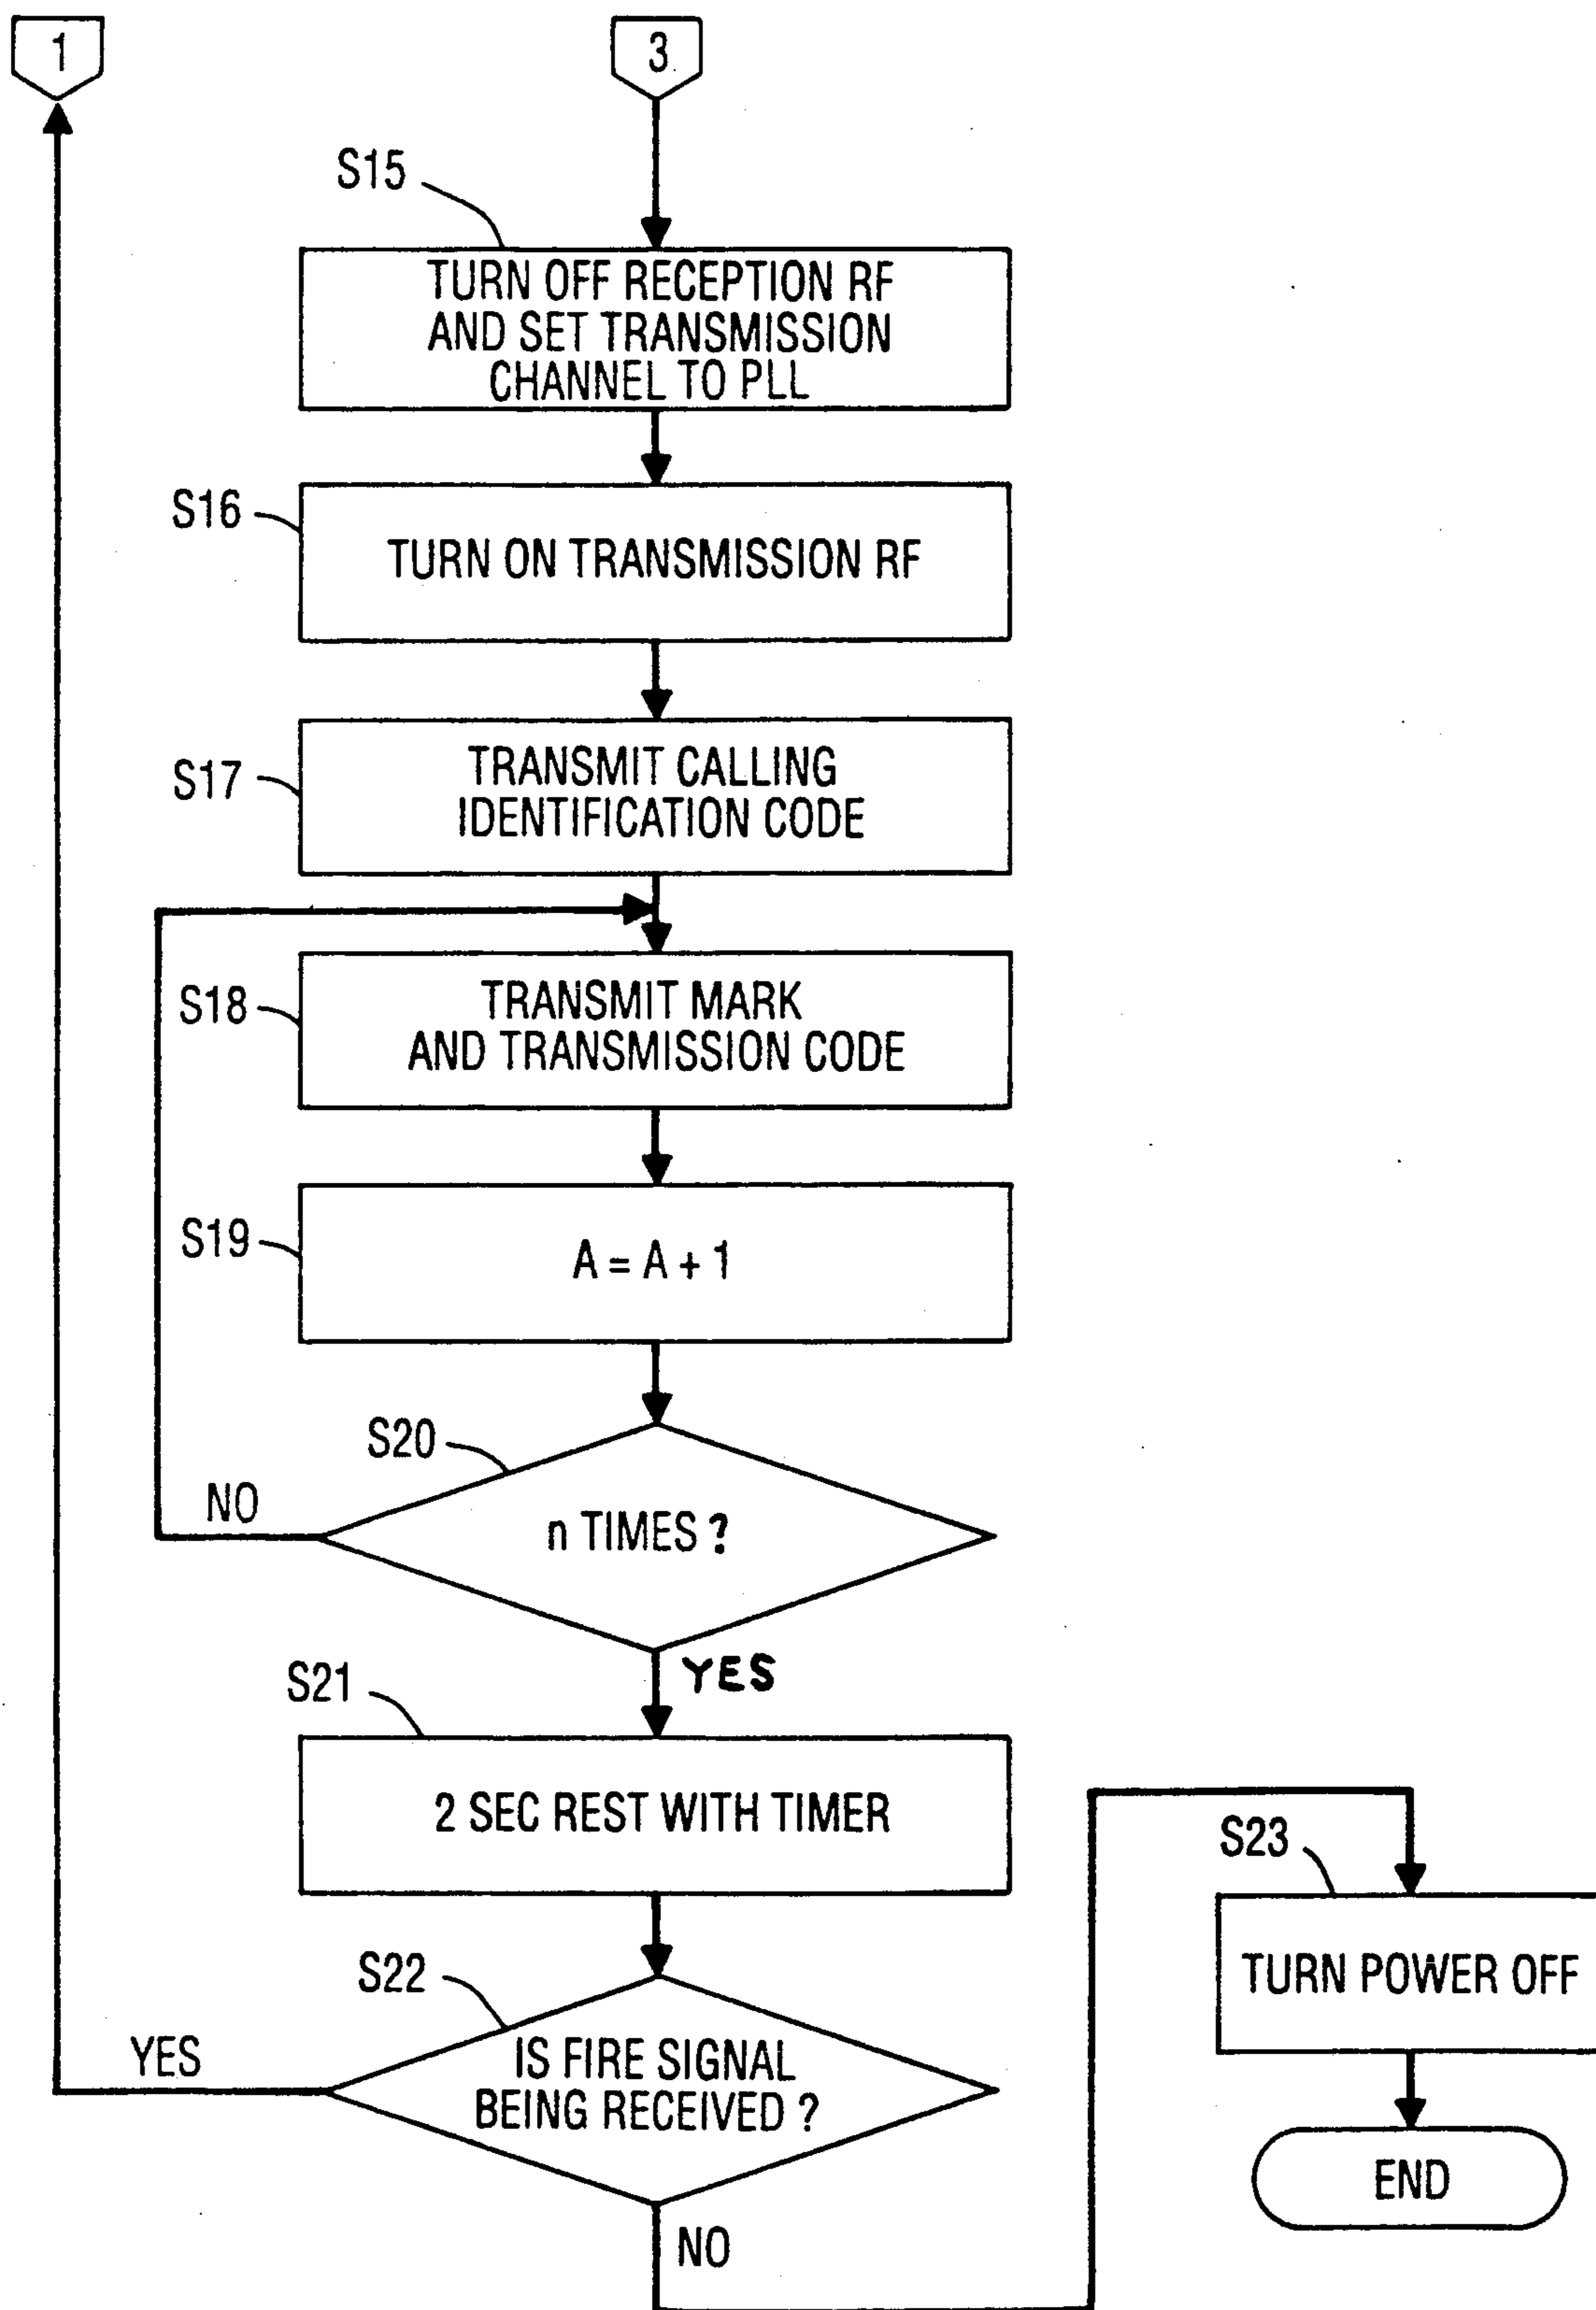 1
3
S15
TURN OFF RECEPTION RF
AND SET TRANSMISSION
CHANNEL TO PLL
S16
TURN ON TRANSMISSION RF
S17
TRANSMIT CALLING
IDENTIFICATION CODE
S18
TRANSMIT MARK
AND TRANSMISSION CODE
S19
A = A + 1
S20
NO
n TIMES ?
YES
S21
2 SEC REST WITH TIMER
S22
YES
IS FIRE SIGNAL
BEING RECEIVED ?
NO
S23
TURN POWER OFF
END